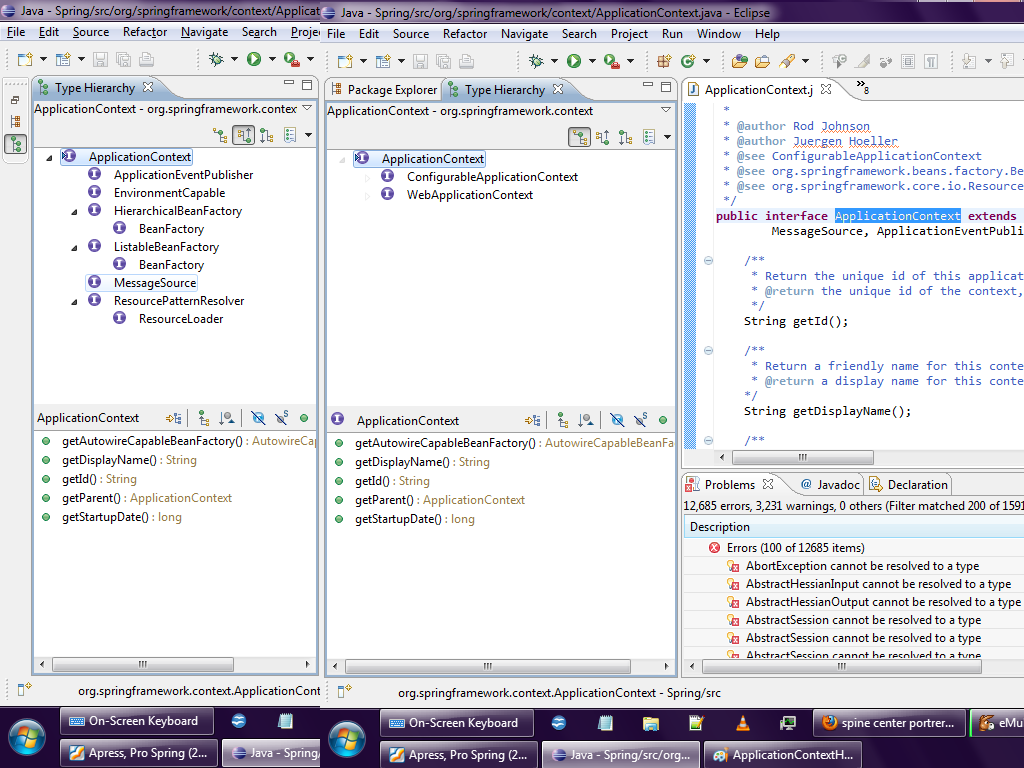 Java - Spring/src/org/springframework/context/Applicat
File Edit Source Refactor Navigate Search Proje
Type Hierarchy
ApplicationContext - org.springframework.contex
ApplicationContext
ApplicationEventPublisher
EnvironmentCapable
HierarchicalBeanFactory
BeanFactory
ListableBeanFactory
BeanFactory
MessageSource
ResourcePatternResolver
ResourceLoader
ApplicationContext
getAutowireCapableBeanFactory() : AutowireCap
getDisplayName() : String
getId() : String
getParent() : ApplicationContext
getStartupDate() : long
org.springframework.context.ApplicationCont
On-Screen Keyboard
Apress, Pro Spring (2...
Java - Spring
Java - Spring/src/org/springframework/context/ApplicationContext.java - Eclipse
File Edit Source Refactor Navigate Search Project Run Window Help
Package Explorer Type Hierarchy
ApplicationContext - org.springframework.context
ApplicationContext
ConfigurableApplicationContext
WebApplicationContext
ApplicationContext
getAutowireCapableBeanFactory() : AutowireCapableBeanFa
getDisplayName() : String
getId() : String
getParent() : ApplicationContext
getStartupDate() : long
ApplicationContext.j 8
*
* @author Rod Johnson
* @author Juergen Hoeller
* @see ConfigurableApplicationContext
* @see org.springframework.beans.factory.Be
* @see org.springframework.core.io.Resource
*/
public interface ApplicationContext extends
MessageSource, ApplicationEventPubli
/**
* Return the unique id of this applicat
* @return the unique id of the context,
*/
String getId();
/**
* Return a friendly name for this conte
* @return a display name for this conte
*/
String getDisplayName();
/**
Problems Javadoc Declaration
12,685 errors, 3,231 warnings, 0 others (Filter matched 200 of 1591
Description
Errors (100 of 12685 items)
AbortException cannot be resolved to a type
AbstractHessianInput cannot be resolved to a type
AbstractHessianOutput cannot be resolved to a type
AbstractSession cannot be resolved to a type
AbstractSession cannot be resolved to a type
AbstractSession cannot be resolved to a type
org.springframework.context.ApplicationContext - Spring/src
On-Screen Keyboard spine center portrer... eMu
Apress, Pro Spring (2... Java - Spring/src/org... ApplicationContextH...